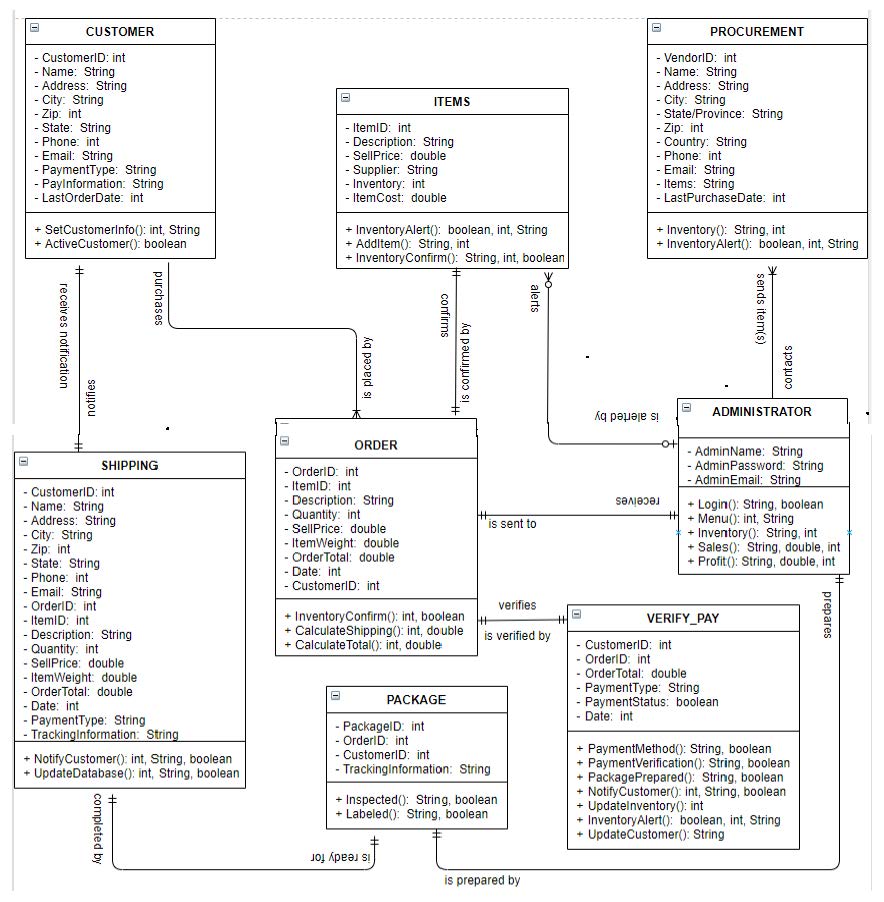 CUSTOMER
- CustomerID: int
- Name: String
- Address: String
- City: String
- Zip: int
- State: String
- Phone: int
- Email: String
- PaymentType: String
- PayInformation: String
- LastOrderDate: int
+ SetCustomerInfo(): int, String
+ ActiveCustomer(): boolean
ITEMS
- ItemID: int
- Description: String
- SellPrice: double
- Supplier: String
- Inventory: int
- ItemCost: double
+ InventoryAlert(): boolean, int, String
+ AddItem(): String, int
+ InventoryConfirm(): String, int, boolean
PROCUREMENT
- VendorID: int
- Name: String
- Address: String
- City: String
- State/Province: String
- Zip: int
- Country: String
- Phone: int
- Email: String
- Items: String
- LastPurchaseDate: int
+ Inventory(): String, int
+ InventoryAlert(): boolean, int, String
receives notification
notifies
purchases
is placed by
confirms
is confirmed by
alerts
is alerted by
sends item(s)
contacts
SHIPPING
- CustomerID: int
- Name: String
- Address: String
- City: String
- Zip: int
- State: String
- Phone: int
- Email: String
- OrderID: int
- ItemID: int
- Description: String
- Quantity: int
- SellPrice: double
- ItemWeight: double
- OrderTotal: double
- Date: int
- PaymentType: String
- TrackingInformation: String
+ NotifyCustomer(): int, String, boolean
+ UpdateDatabase(): int, String, boolean
ORDER
- OrderID: int
- ItemID: int
- Description: String
- Quantity: int
- SellPrice: double
- ItemWeight: double
- OrderTotal: double
- Date: int
- CustomerID: int
+ InventoryConfirm(): int, boolean
+ CalculateShipping(): int, double
+ CalculateTotal(): int, double
ADMINISTRATOR
- AdminName: String
- AdminPassword: String
- AdminEmail: String
+ Login(): String, boolean
+ Menu(): int, String
+ Inventory(): String, int
+ Sales(): String, double, int
+ Profit(): String, double, int
receives
is sent to
verifies
is verified by
prepares
VERIFY_PAY
- CustomerID: int
- OrderID: int
- OrderTotal: double
- PaymentType: String
- PaymentStatus: boolean
- Date: int
+ PaymentMethod(): String, boolean
+ PaymentVerification(): String, boolean
+ PackagePrepared(): String, boolean
+ NotifyCustomer(): int, String, boolean
+ UpdateInventory(): int
+ InventoryAlert(): boolean, int, String
+ UpdateCustomer(): String
PACKAGE
- PackageID: int
- OrderID: int
- CustomerID: int
- TrackingInformation: String
+ Inspected(): String, boolean
+ Labeled(): String, boolean
completed by
is ready for
is prepared by